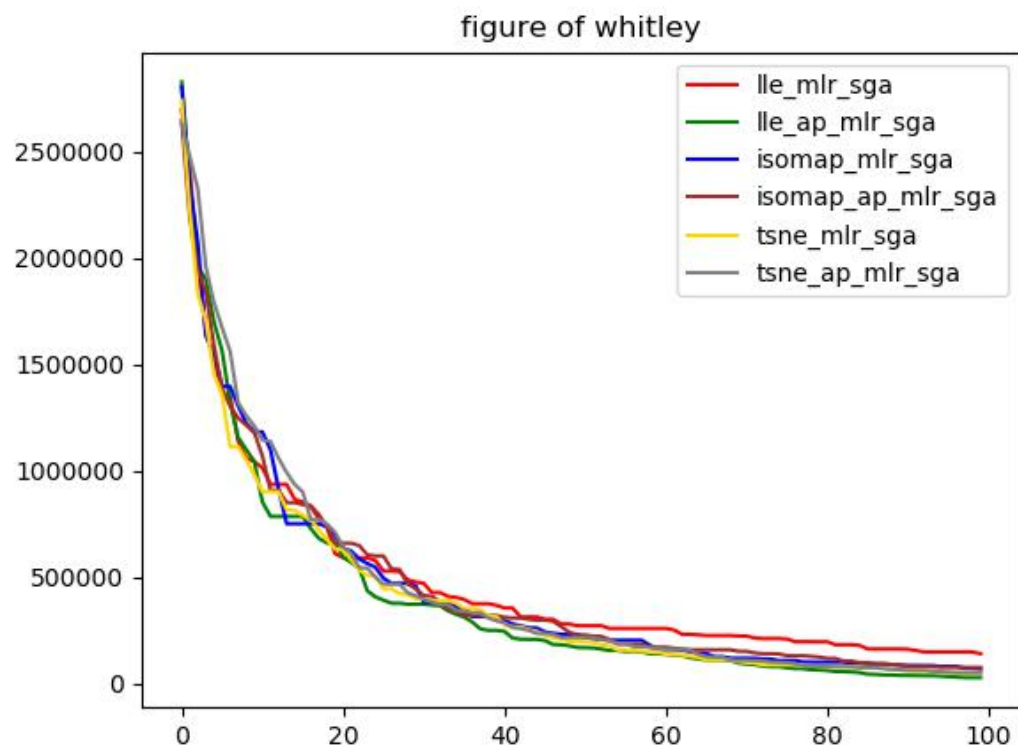 figure of whitley
lle_mlr_sga
lle_ap_mlr_sga
isomap_mlr_sga
isomap_ap_mlr_sga
tsne_mlr_sga
tsne_ap_mlr_sga
2500000
2000000
1500000
1000000
500000
0
0 20 40 60 80 100